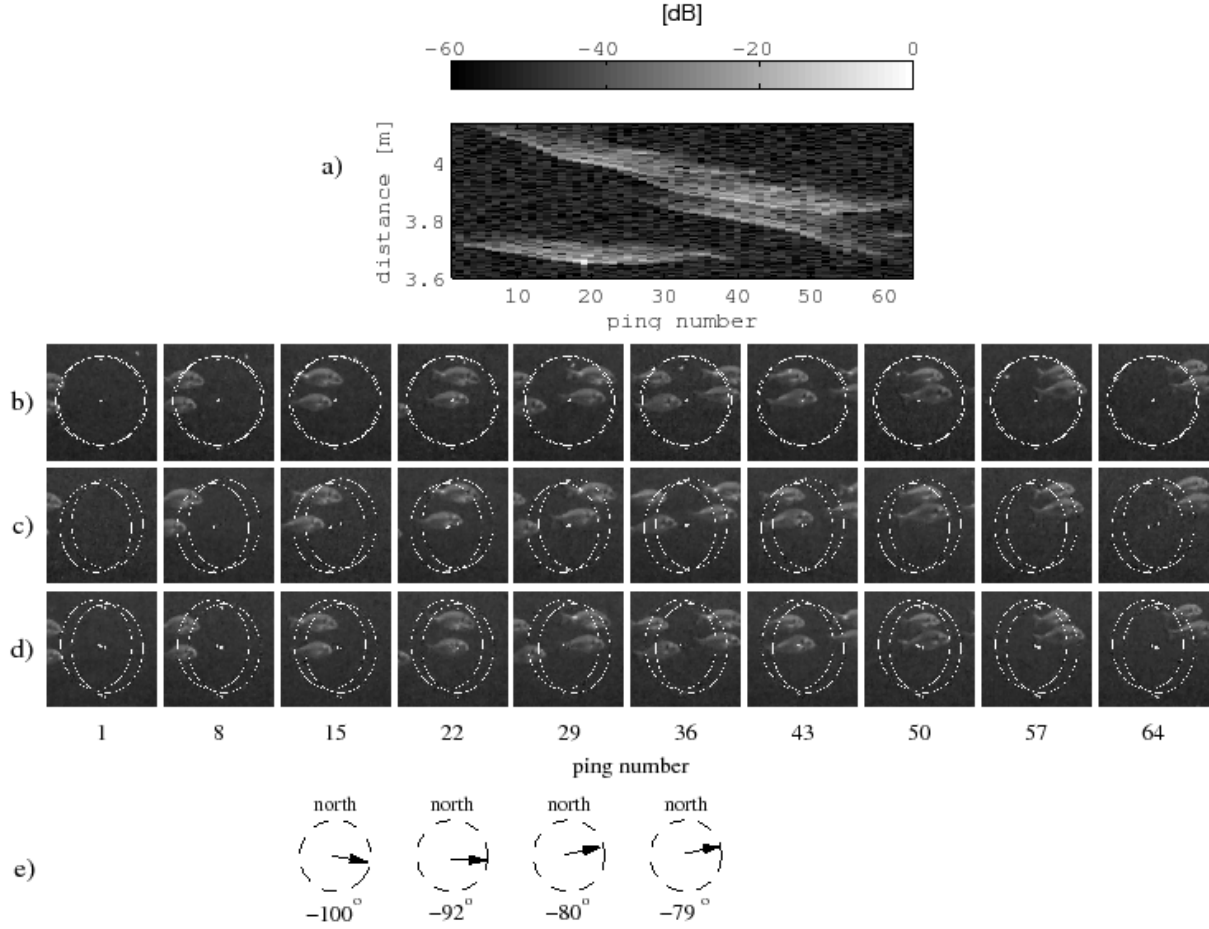 [dB]
−60 −40 −20 0
a)
distance [m]
4
3.8
3.6
10 20 30 40 50 60
ping number
b)
c)
d)
1 8 15 22 29 36 43 50 57 64
ping number
north north north north
e)
−100° −92° −80° −79°